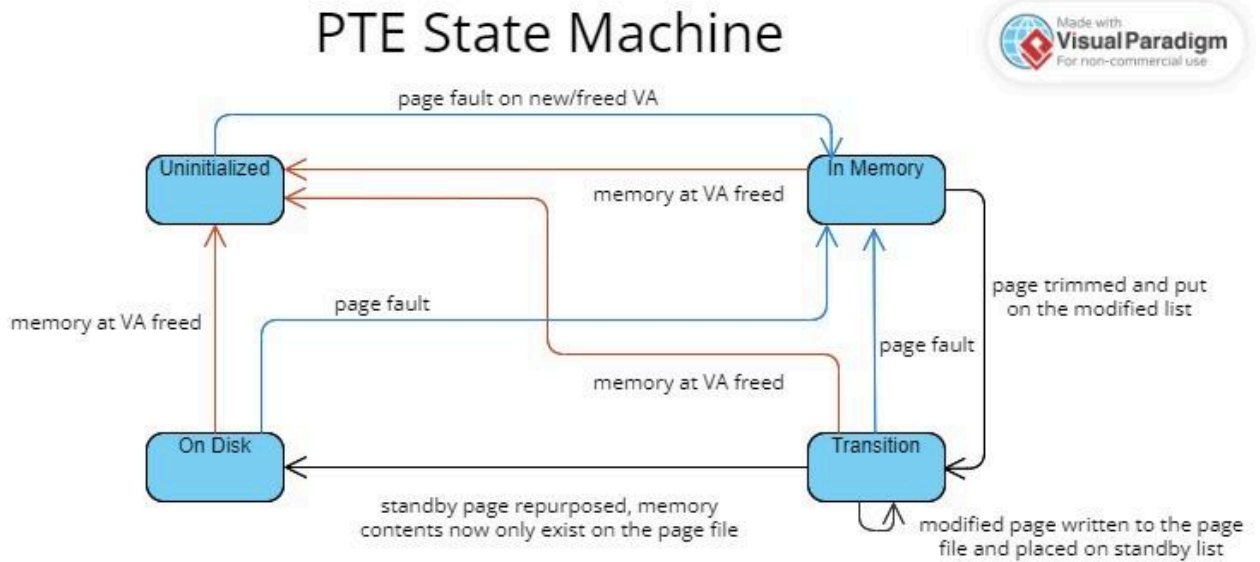 PTE State Machine
Made with
Visual Paradigm
For non-commercial use
page fault on new/freed VA
Uninitialized
In Memory
memory at VA freed
page trimmed and put
on the modified list
page fault
memory at VA freed
page fault
memory at VA freed
On Disk
Transition
standby page repurposed, memory
contents now only exist on the page file
modified page written to the page
file and placed on standby list